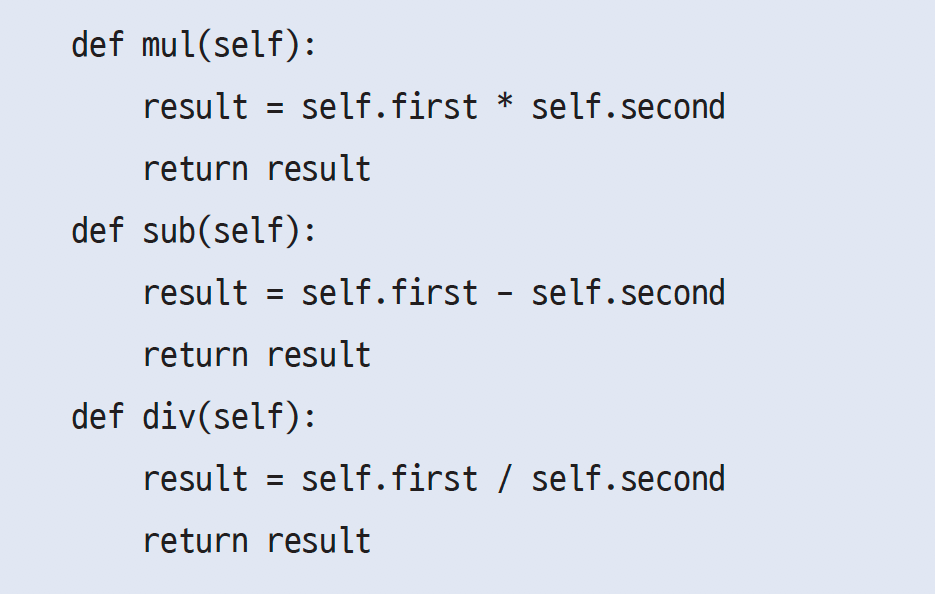 def mul(self):
    result = self.first * self.second
    return result
def sub(self):
    result = self.first - self.second
    return result
def div(self):
    result = self.first / self.second
    return result